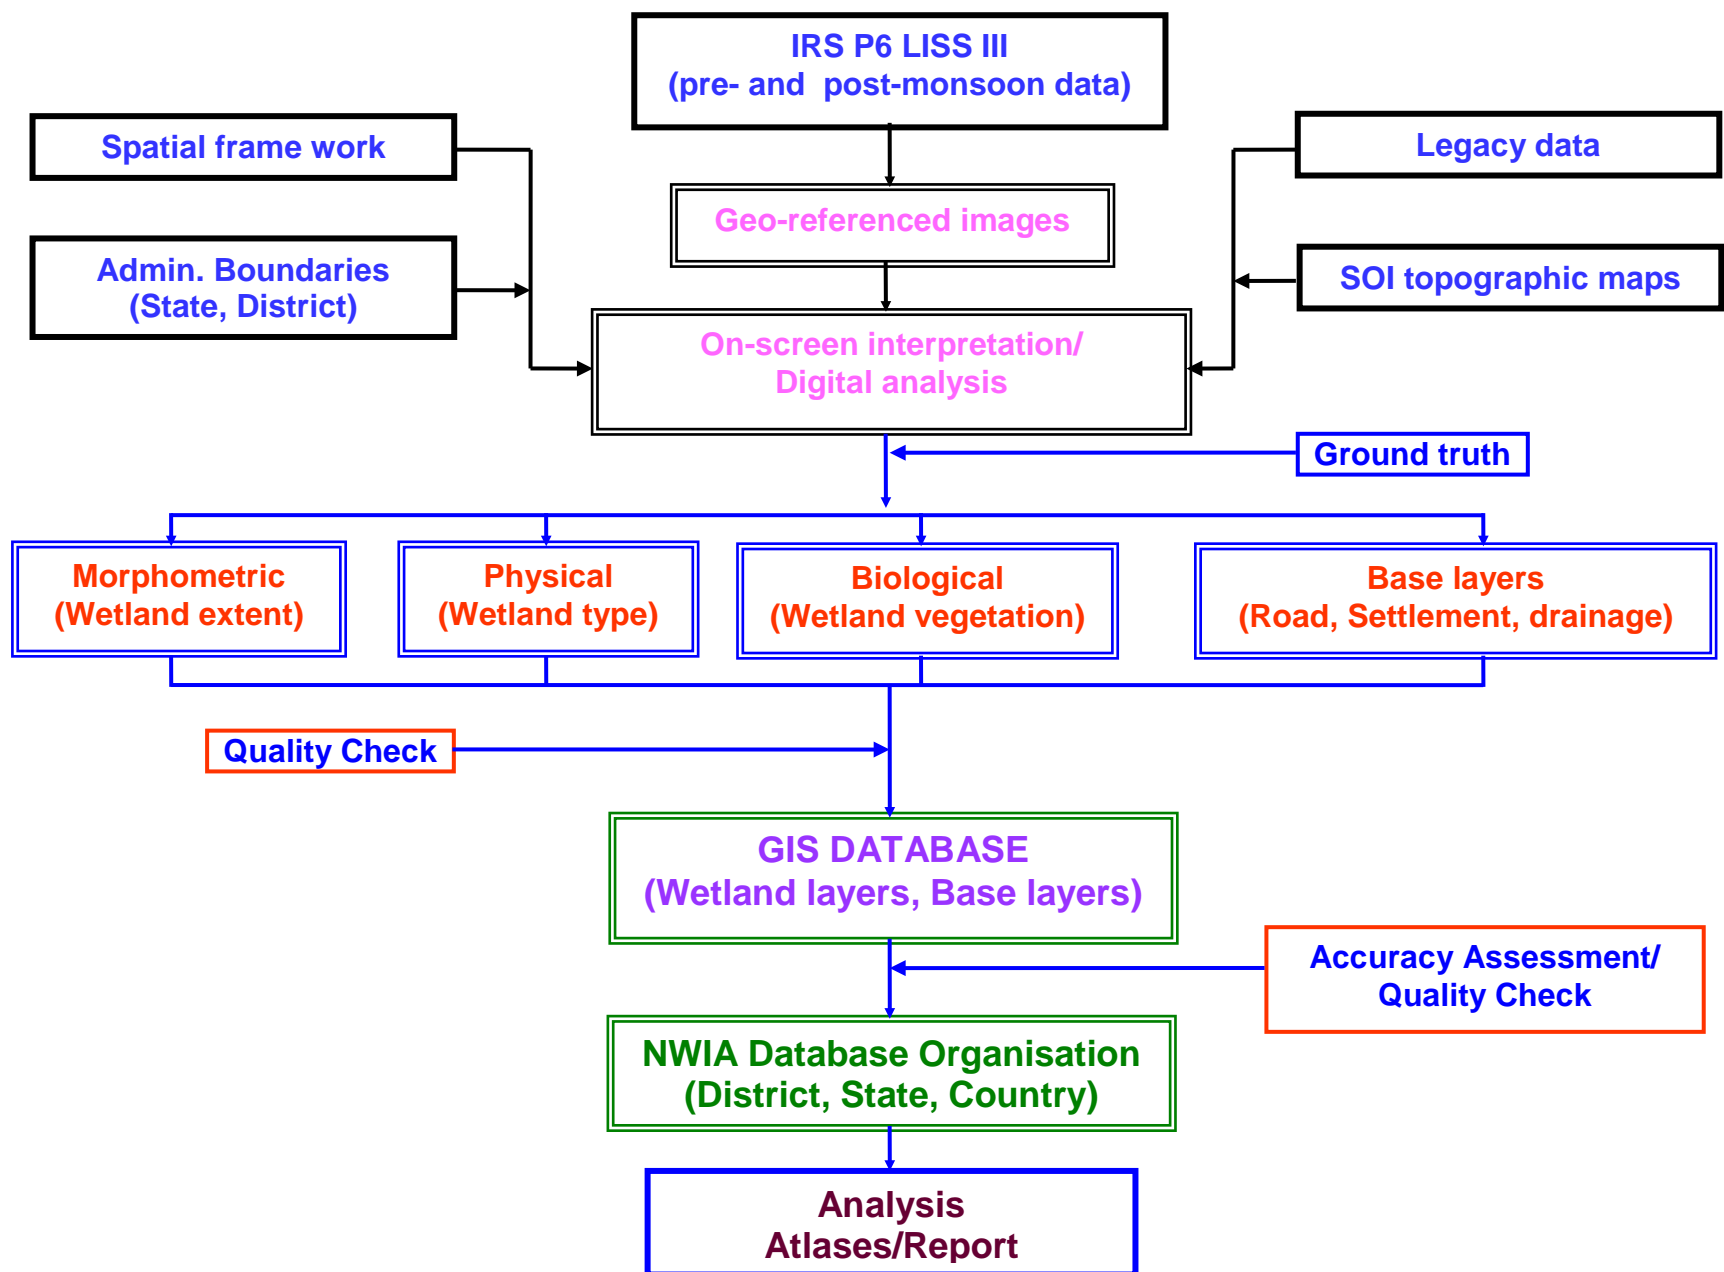 IRS P6 LISS III
(pre- and post-monsoon data)
Spatial frame work
Legacy data
Geo-referenced images
Admin. Boundaries
(State, District)
SOI topographic maps
On-screen interpretation/
Digital analysis
Ground truth
Morphometric
(Wetland extent)
Physical
(Wetland type)
Biological
(Wetland vegetation)
Base layers
(Road, Settlement, drainage)
Quality Check
GIS DATABASE
(Wetland layers, Base layers)
Accuracy Assessment/
Quality Check
NWIA Database Organisation
(District, State, Country)
Analysis
Atlases/Report